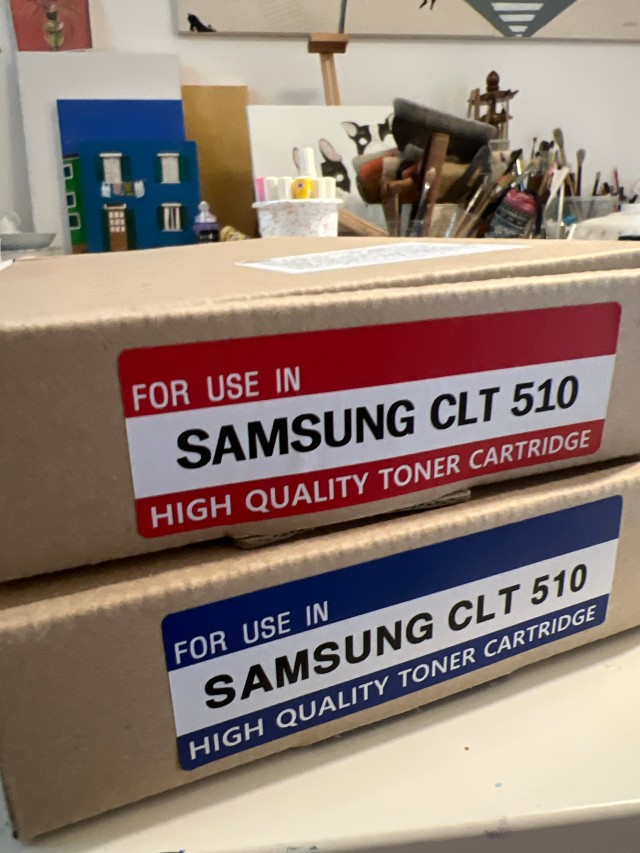 FOR USE IN
SAMSUNG CLT 510
HIGH QUALITY TONER CARTRIDGE
FOR USE IN
SAMSUNG CLT 510
HIGH QUALITY TONER CARTRIDGE